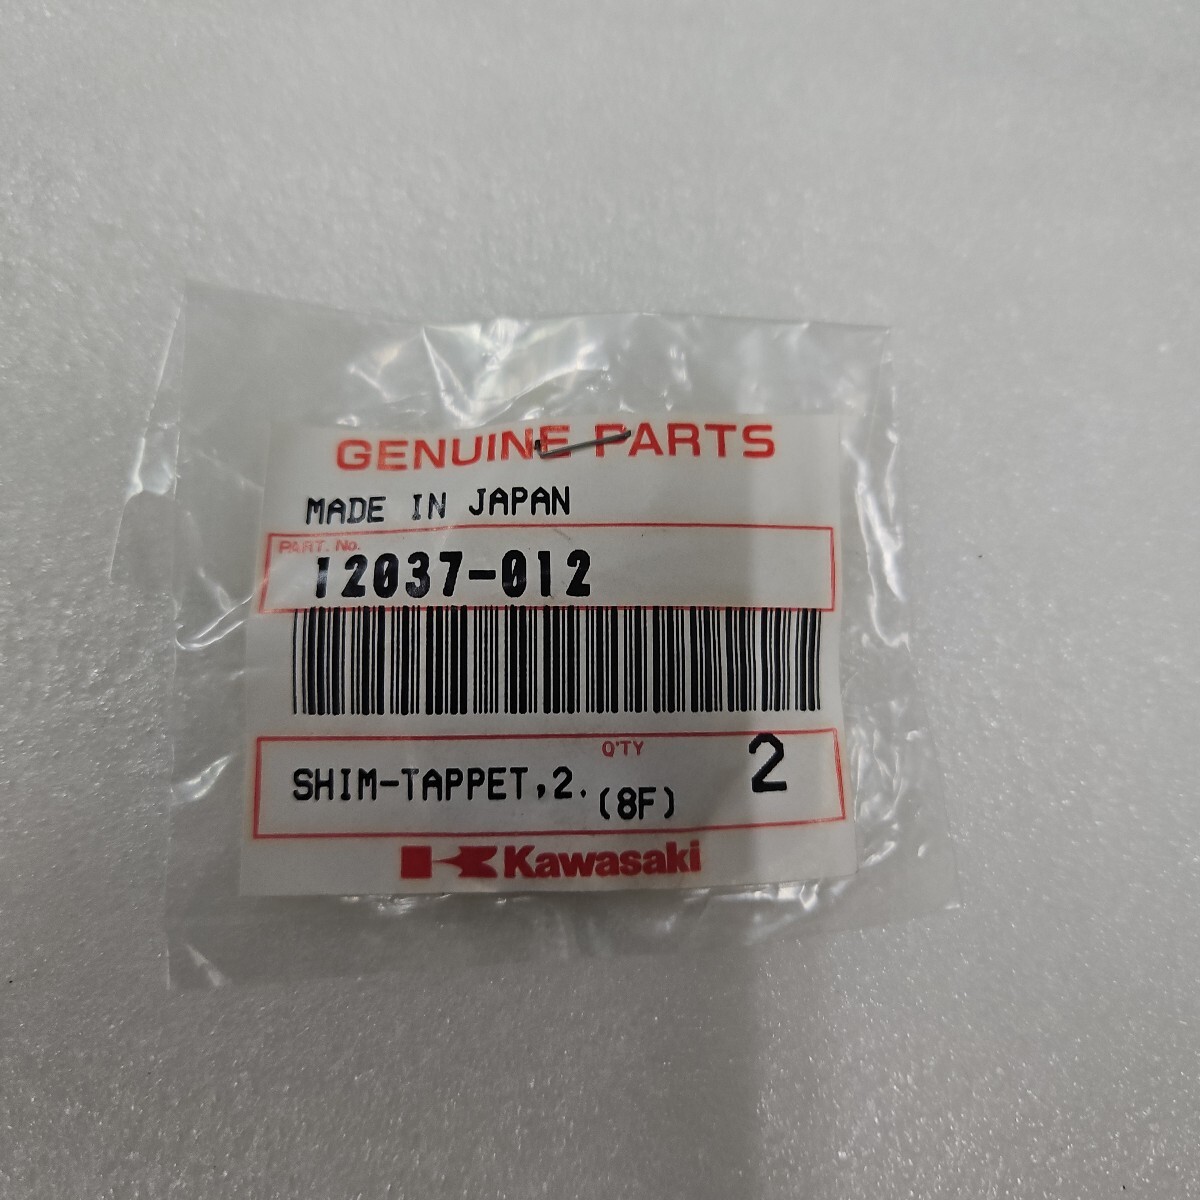 GENUINE PARTS
MADE IN JAPAN
PART. No.
12037-012
Q'TY
SHIM-TAPPET,2. (8F) 2
Kawasaki